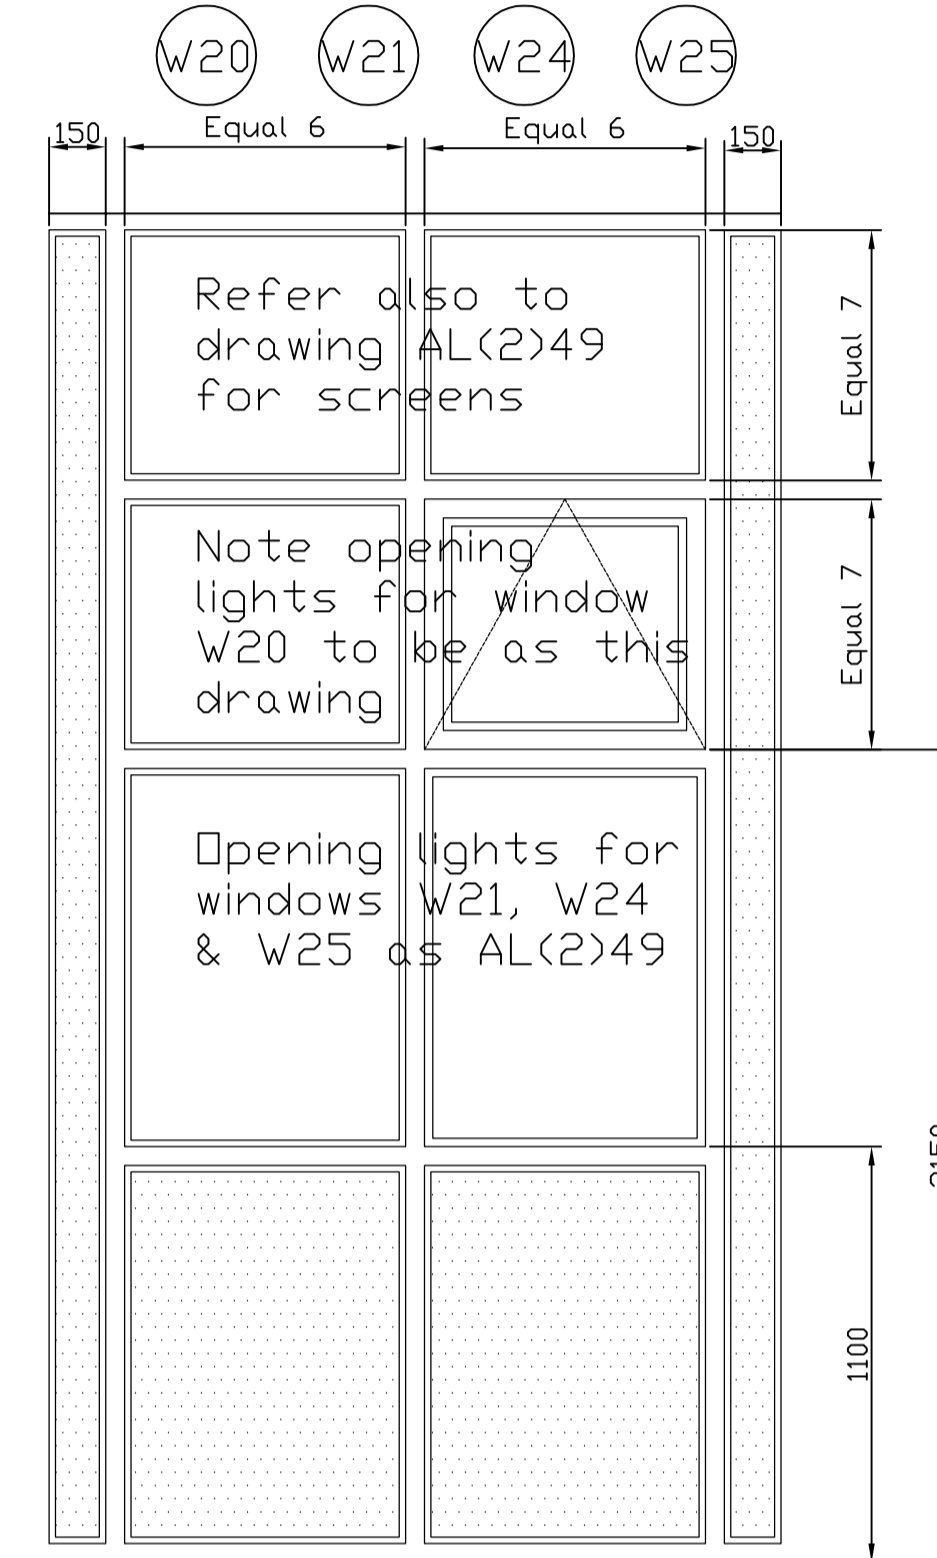 W20 W21 W24 W25
150 Equal 6 Equal 6 150
Refer also to
drawing AL(2)49
for screens
Equal 7
Note opening
lights for window
W20 to be as this
drawing
Equal 7
Opening lights for
windows W21, W24
& W25 as AL(2)49
1100